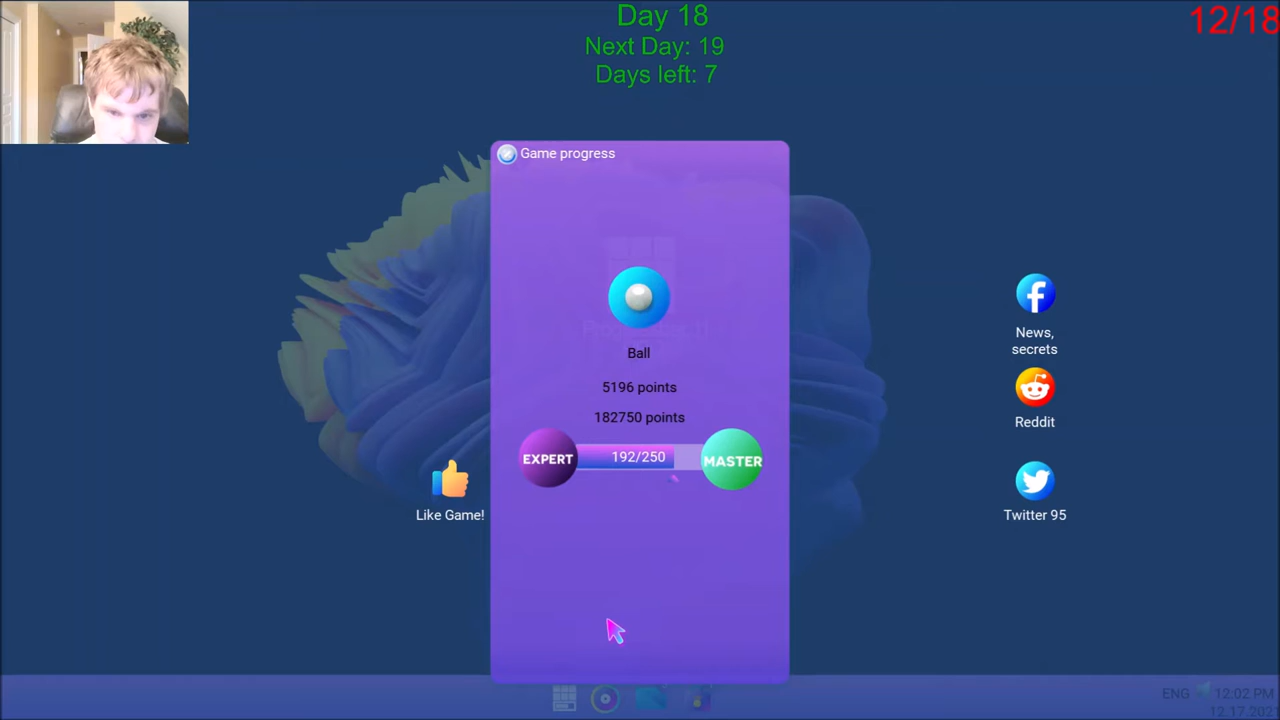 Day 18
Next Day: 19
Days left: 7
12/18
Game progress
Ball
5196 points
182750 points
EXPERT
192/250
MASTER
Like Game!
News,
secrets
Reddit
Twitter 95
ENG
12:02 PM